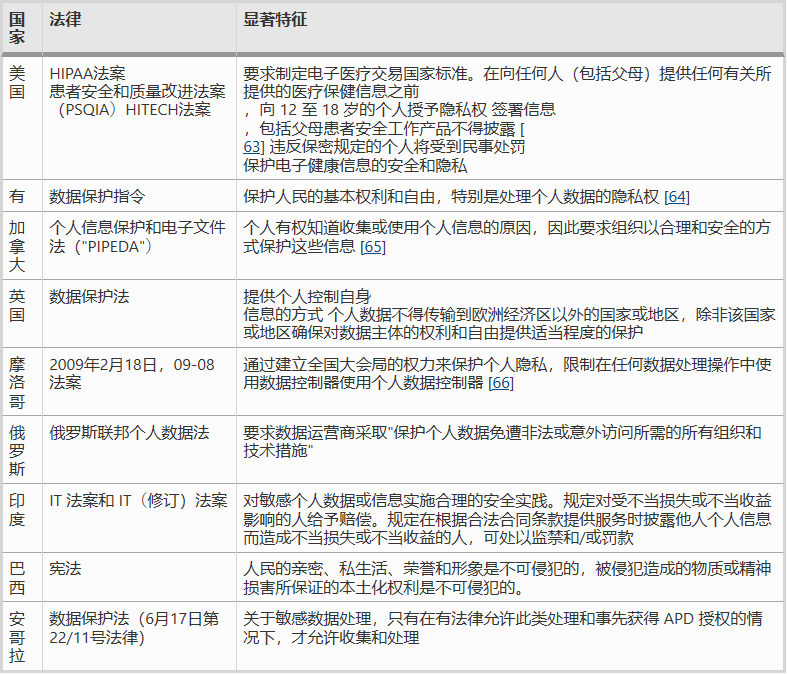 国家 法律 显著特征
美国 HIPAA法案
患者安全和质量改进法案
（PSQIA）HITECH法案
要求制定电子医疗交易国家标准。在向任何人（包括父母）提供任何有关所
提供的医疗保健信息之前
，向 12 至 18 岁的个人授予隐私权 签署信息
，包括父母患者安全工作产品不得披露 [
63] 违反保密规定的个人将受到民事处罚
保护电子健康信息的安全和隐私
有 数据保护指令 保护人民的基本权利和自由，特别是处理个人数据的隐私权 [64]
加拿大 个人信息保护和电子文件
法（"PIPEDA"）
个人有权知道收集或使用个人信息的原因，因此要求组织以合理和安全的方
式保护这些信息 [65]
英国 数据保护法 提供个人控制自身
信息的方式 个人数据不得传输到欧洲经济区以外的国家或地区，除非该国家
或地区确保对数据主体的权利和自由提供适当程度的保护
摩洛哥 2009年2月18日，09-08
法案
通过建立全国大会局的权力来保护个人隐私，限制在任何数据处理操作中使
用数据控制器使用个人数据控制器 [66]
俄罗斯 俄罗斯联邦个人数据法 要求数据运营商采取"保护个人数据免遭非法或意外访问所需的所有组织和
技术措施"
印度 IT 法案和 IT（修订）法案 对敏感个人数据或信息实施合理的安全实践。规定对受不当损失或不当收益
影响的人给予赔偿。规定在根据合法合同条款提供服务时披露他人个人信息
而造成不当损失或不当收益的人，可处以监禁和/或罚款
巴西 宪法 人民的亲密、私生活、荣誉和形象是不可侵犯的，被侵犯造成的物质或精神
损害所保证的本土化权利是不可侵犯的。
安哥拉 数据保护法（6月17日第
22/11号法律）
关于敏感数据处理，只有在有法律允许此类处理和事先获得 APD 授权的情
况下，才允许收集和处理